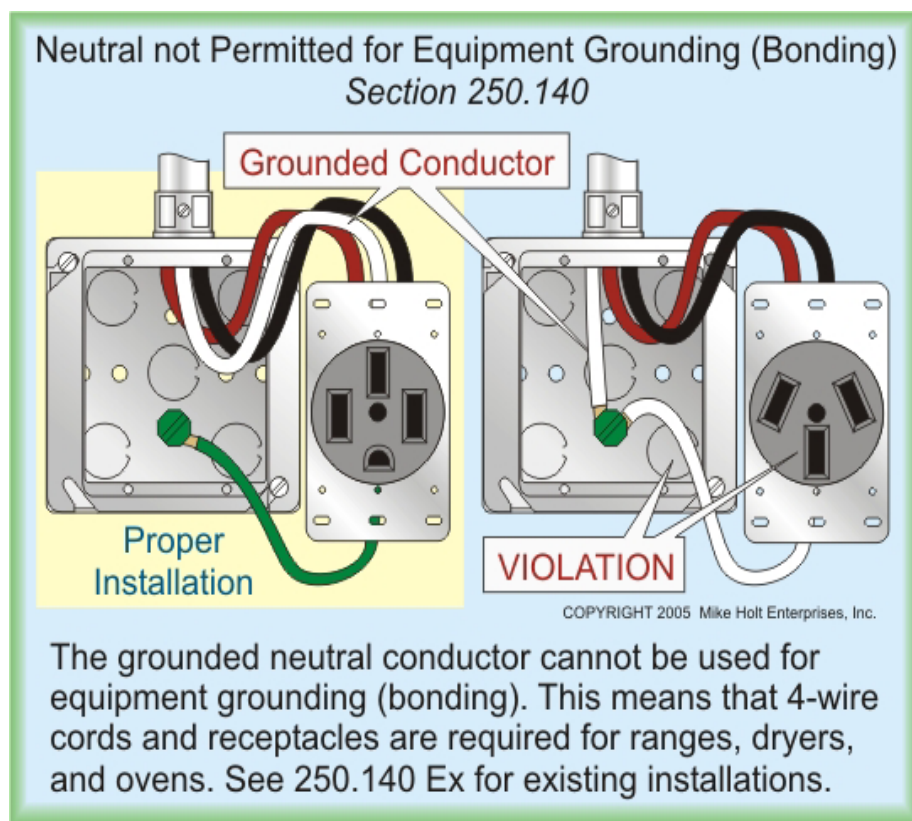 Neutral not Permitted for Equipment Grounding (Bonding)
Section 250.140
Grounded Conductor
Proper
Installation
VIOLATION
COPYRIGHT 2005 Mike Holt Enterprises, Inc.
The grounded neutral conductor cannot be used for
equipment grounding (bonding). This means that 4-wire
cords and receptacles are required for ranges, dryers,
and ovens. See 250.140 Ex for existing installations.